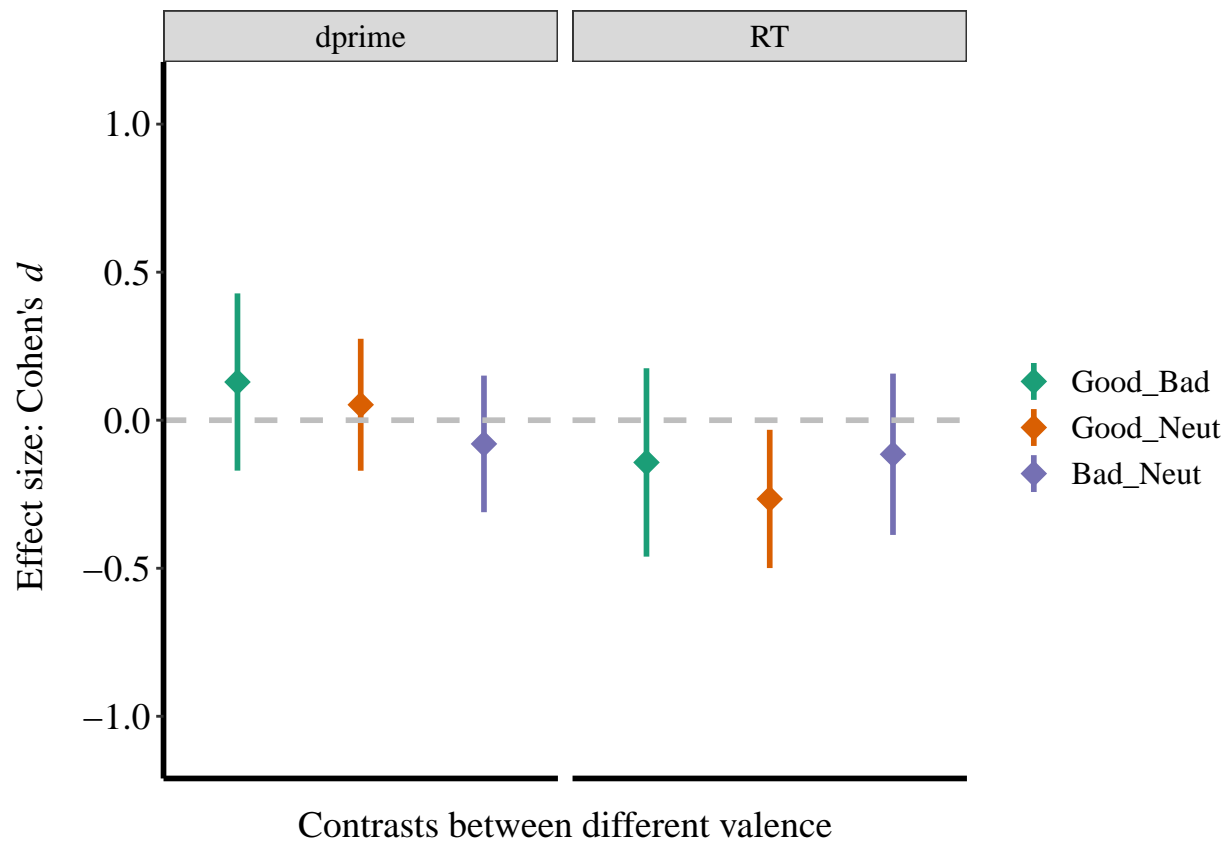 dprime
RT
1.0
0.5
0.0
−0.5
−1.0
Effect size: Cohen's d
Good_Bad
Good_Neut
Bad_Neut
Contrasts between different valence